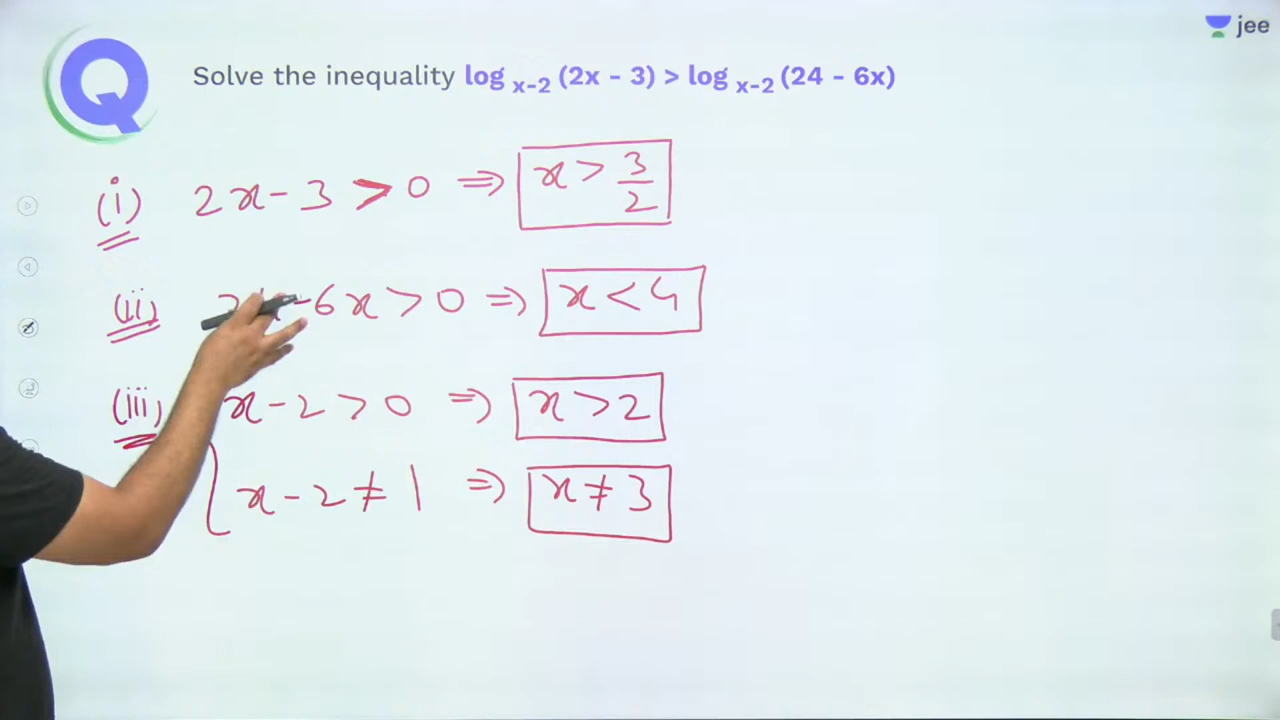 jee
Q
Solve the inequality log x-2 (2x - 3) > log x-2 (24 - 6x)
(i) 2x - 3 > 0 ⇒ x > 3/2
(ii) -6x > 0 ⇒ x < 4
(iii) x - 2 > 0 ⇒ x > 2
x - 2 ≠ 1 ⇒ x ≠ 3